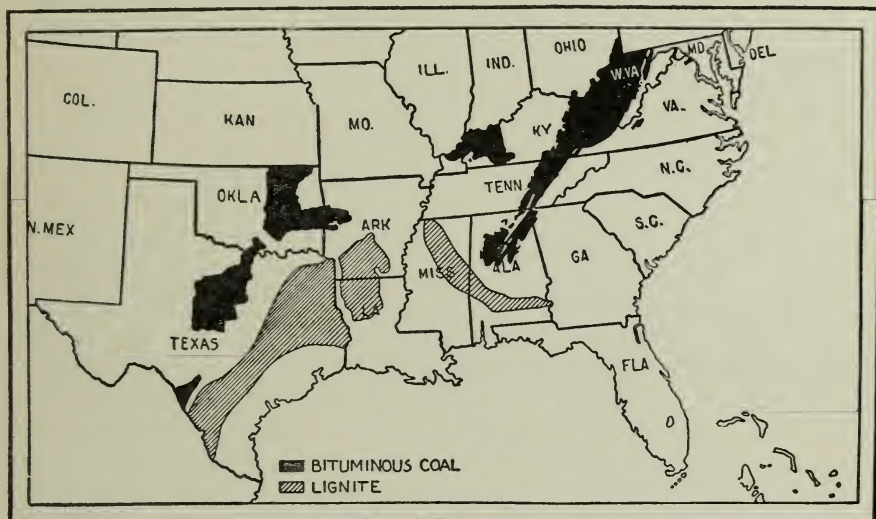 OHIO
MD.
DEL
ILL.
IND.
W.VA
COL.
KAN
MO.
KY
VA.
N.C.
TENN
OKLA
N.MEX
ARK
S.C.
MISS
ALA
GA
LA
TEXAS
FLA
BITUMINOUS COAL
LIGNITE